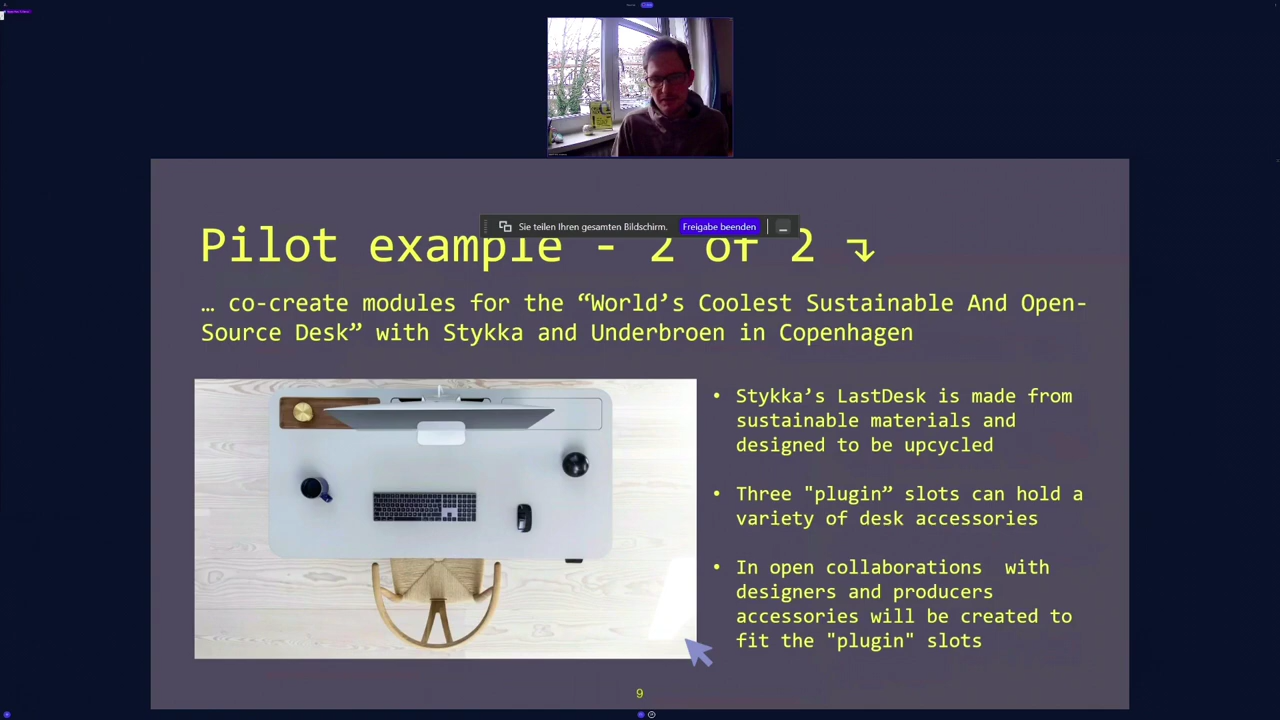 Sie teilen Ihren gesamten Bildschirm. Freigabe beenden
Pilot example - 2 of 2 ↴
… co-create modules for the “World’s Coolest Sustainable And Open-
Source Desk” with Stykka and Underbroen in Copenhagen
• Stykka’s LastDesk is made from
sustainable materials and
designed to be upcycled
• Three "plugin” slots can hold a
variety of desk accessories
• In open collaborations  with
designers and producers
accessories will be created to
fit the "plugin" slots
9